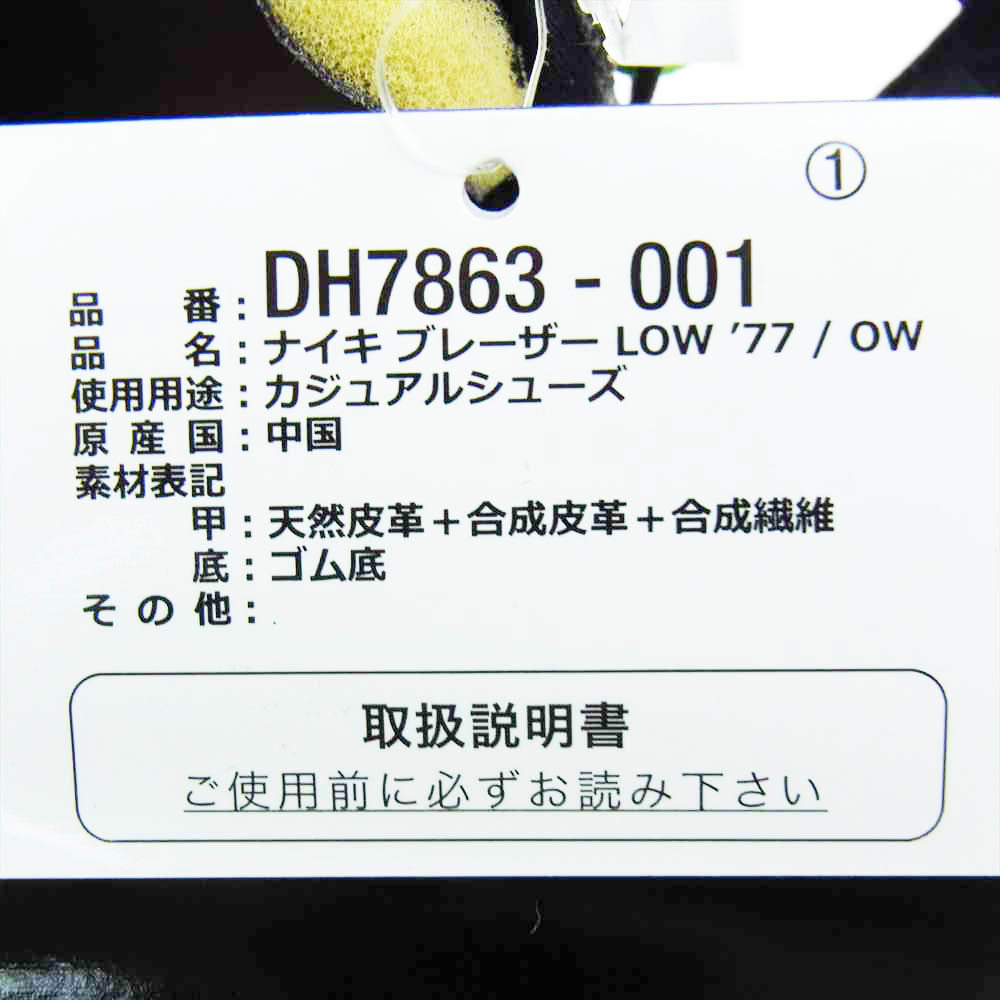 ①
品 番：DH7863 - 001
品 名：ナイキ ブレーザー LOW ’77 / OW
使用用途：カジュアルシューズ
原 産 国：中国
素材表記
甲：天然皮革＋合成皮革＋合成繊維
底：ゴム底
そ の 他：
取扱説明書
ご使用前に必ずお読み下さい